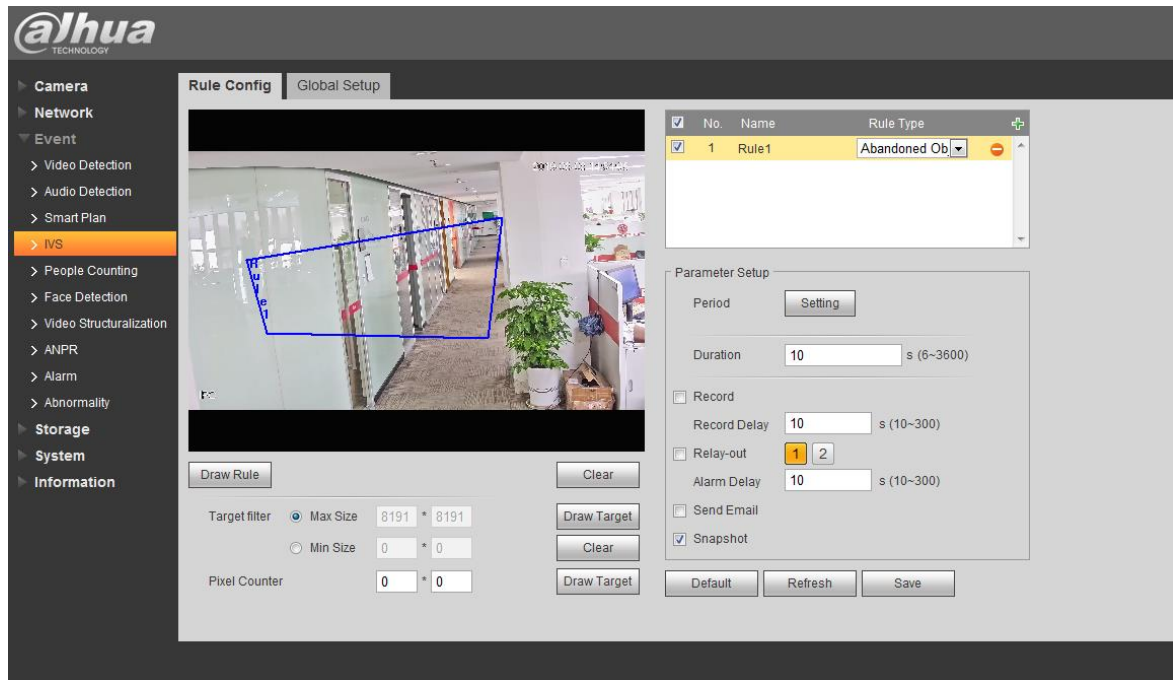 alhua
TECHNOLOGY
Camera
Network
Event
Video Detection
Audio Detection
Smart Plan
IVS
People Counting
Face Detection
Video Structuralization
ANPR
Alarm
Abnormality
Storage
System
Information
Rule Config Global Setup
Rule1
Draw Rule Clear
Target filter Max Size 8191 * 8191 Draw Target
Min Size 0 * 0 Clear
Pixel Counter 0 * 0 Draw Target
No. Name Rule Type
1 Rule1 Abandoned Ob
Parameter Setup
Period Setting
Duration 10 s (6~3600)
Record
Record Delay 10 s (10~300)
Relay-out 1 2
Alarm Delay 10 s (10~300)
Send Email
Snapshot
Default Refresh Save